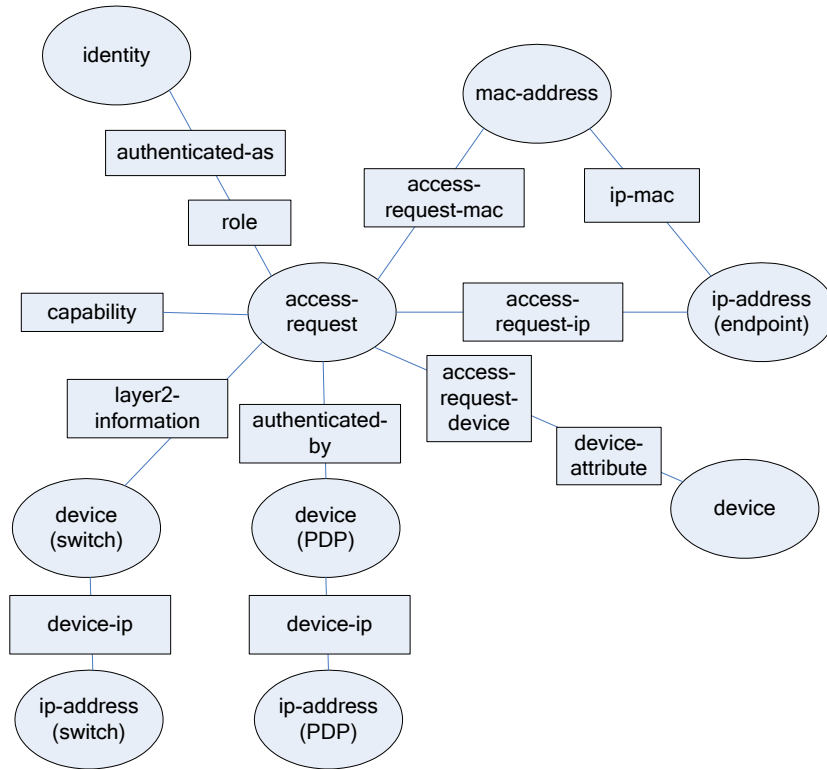 identity
mac-address
authenticated-as
access-
request-mac
ip-mac
role
capability
access-
request
access-
request-ip
ip-address
(endpoint)
layer2-
information
authenticated-
by
access-
request-
device
device-
attribute
device
(switch)
device
(PDP)
device
device-ip
device-ip
ip-address
(switch)
ip-address
(PDP)